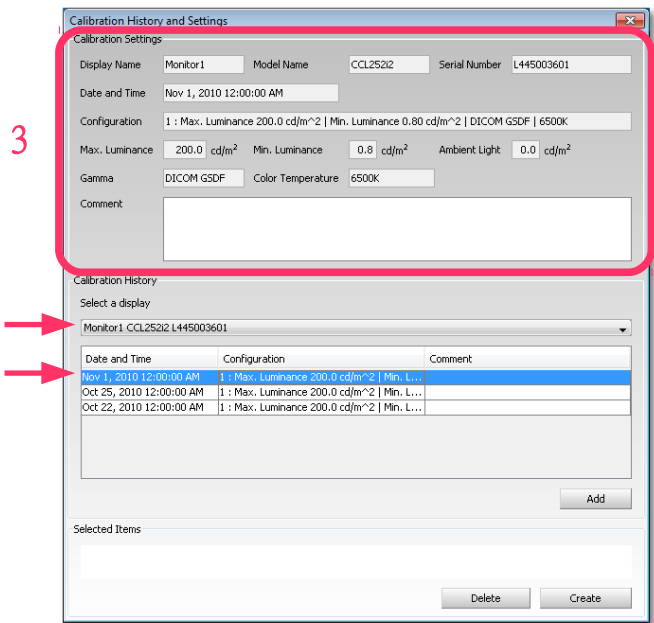 Calibration History and Settings
Calibration Settings
Display Name Monitor1 Model Name CCL252i2 Serial Number L445003601
Date and Time Nov 1, 2010 12:00:00 AM
Configuration 1 : Max. Luminance 200.0 cd/m^2 | Min. Luminance 0.80 cd/m^2 | DICOM GSDF | 6500K
3
Max. Luminance 200.0 cd/m² Min. Luminance 0.8 cd/m² Ambient Light 0.0 cd/m²
Gamma DICOM GSDF Color Temperature 6500K
Comment
Calibration History
Select a display
Monitor1 CCL252i2 L445003601
Date and Time Configuration Comment
Nov 1, 2010 12:00:00 AM 1 : Max. Luminance 200.0 cd/m^2 | Min. L...
Oct 25, 2010 12:00:00 AM 1 : Max. Luminance 200.0 cd/m^2 | Min. L...
Oct 22, 2010 12:00:00 AM 1 : Max. Luminance 200.0 cd/m^2 | Min. L...
Add
Selected Items
Delete Create